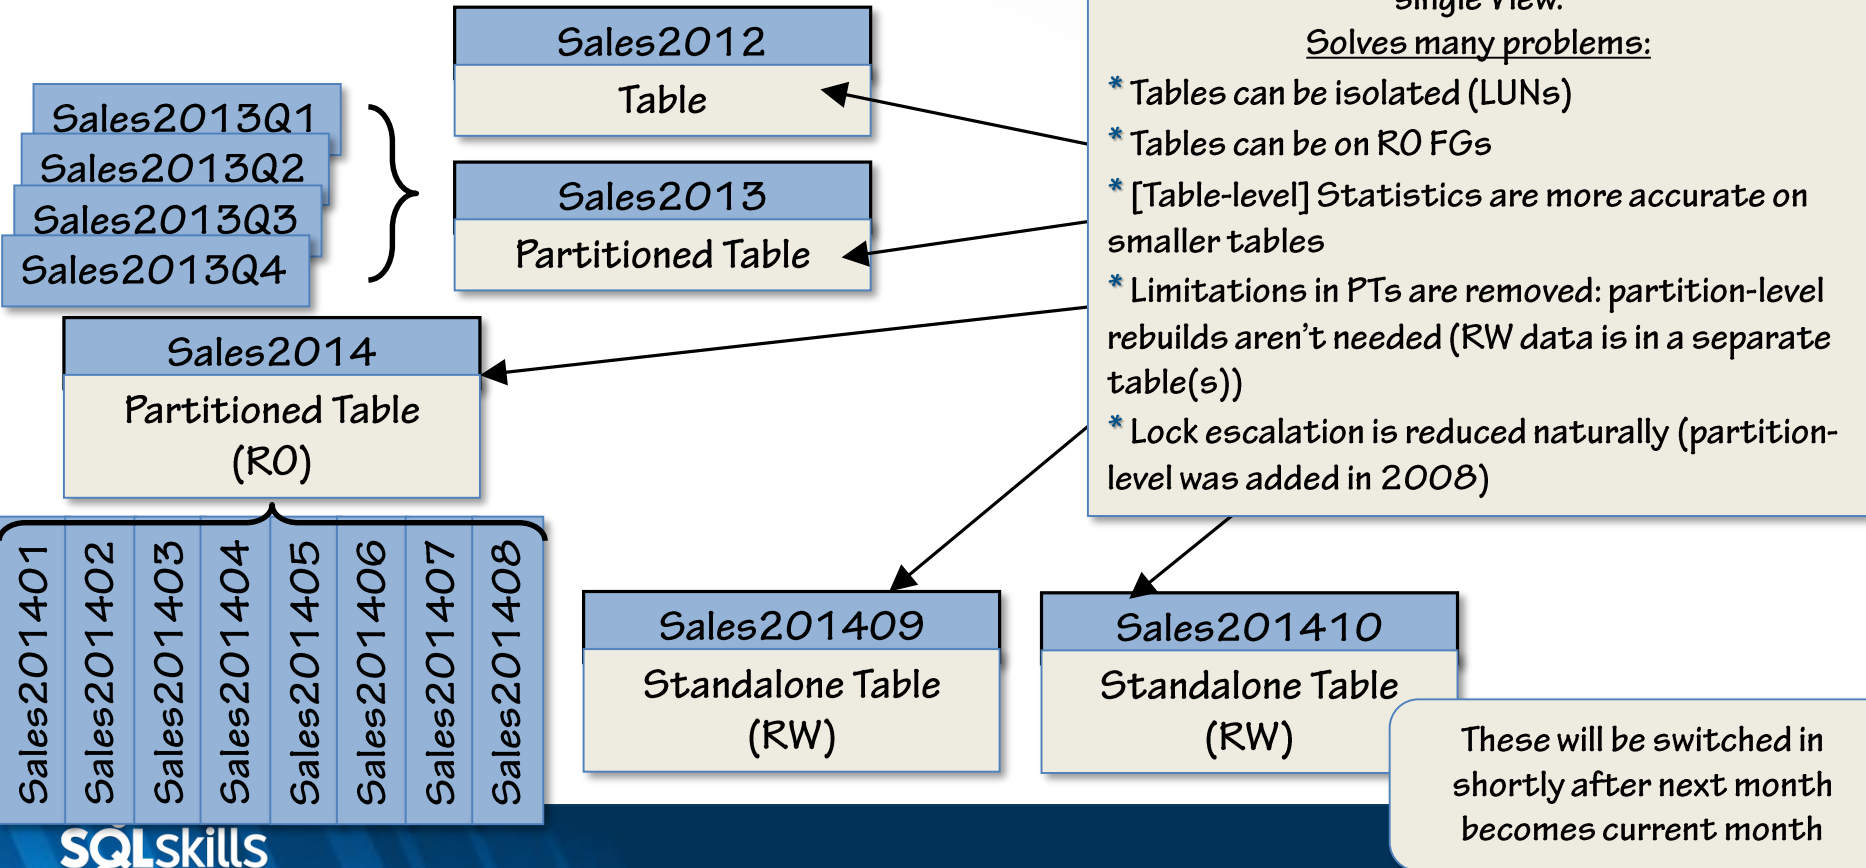 single View.
Solves many problems:
* Tables can be isolated (LUNs)
* Tables can be on RO FGs
* [Table-level] Statistics are more accurate on
smaller tables
* Limitations in PTs are removed: partition-level
rebuilds aren't needed (RW data is in a separate
table(s))
* Lock escalation is reduced naturally (partition-
level was added in 2008)
Sales2012
Table
Sales2013Q1
Sales2013Q2
Sales2013Q3
Sales2013Q4
Sales2013
Partitioned Table
Sales2014
Partitioned Table
(RO)
Sales201401
Sales201402
Sales201403
Sales201404
Sales201405
Sales201406
Sales201407
Sales201408
Sales201409
Standalone Table
(RW)
Sales201410
Standalone Table
(RW)
These will be switched in
shortly after next month
becomes current month
SQLskills